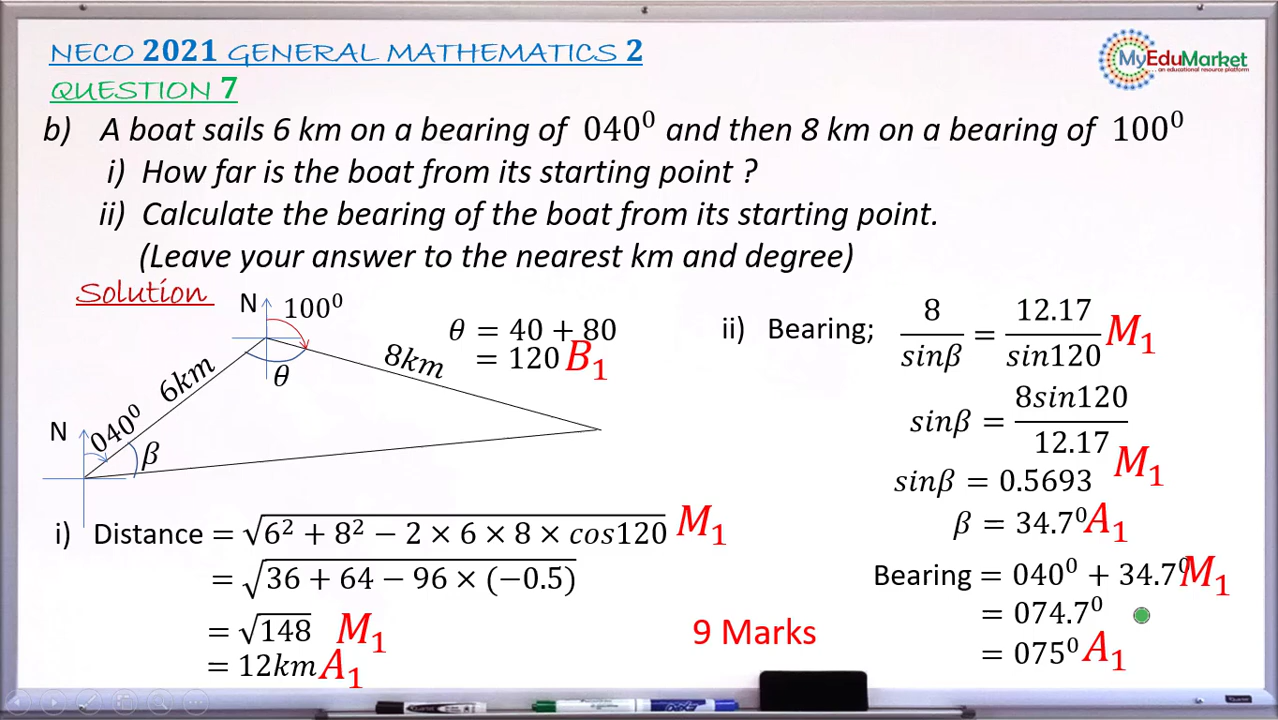 NECO 2021 GENERAL MATHEMATICS 2
MyEduMarket
... an educational resource platform
QUESTION 7
b) A boat sails 6 km on a bearing of 040⁰ and then 8 km on a bearing of 100⁰
i) How far is the boat from its starting point ?
ii) Calculate the bearing of the boat from its starting point.
(Leave your answer to the nearest km and degree)
Solution
N
100⁰
6km
8km
θ
N
040⁰
β
θ = 40 + 80
= 120 B₁
i) Distance = √(6² + 8² − 2 × 6 × 8 × cos120) M₁
= √(36 + 64 − 96 × (−0.5))
= √148 M₁
= 12km A₁
ii) Bearing; 8/sinβ = 12.17/sin120 M₁
sinβ = 8sin120/12.17
sinβ = 0.5693 M₁
β = 34.7⁰ A₁
Bearing = 040⁰ + 34.7⁰ M₁
= 074.7⁰
= 075⁰ A₁
9 Marks